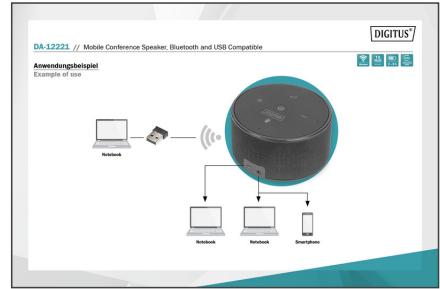 DIGITUS®
DA-12221 // Mobile Conference Speaker, Bluetooth and USB Compatible
Anwendungsbeispiel
Example of use
Notebook
Notebook
Notebook
Smartphone